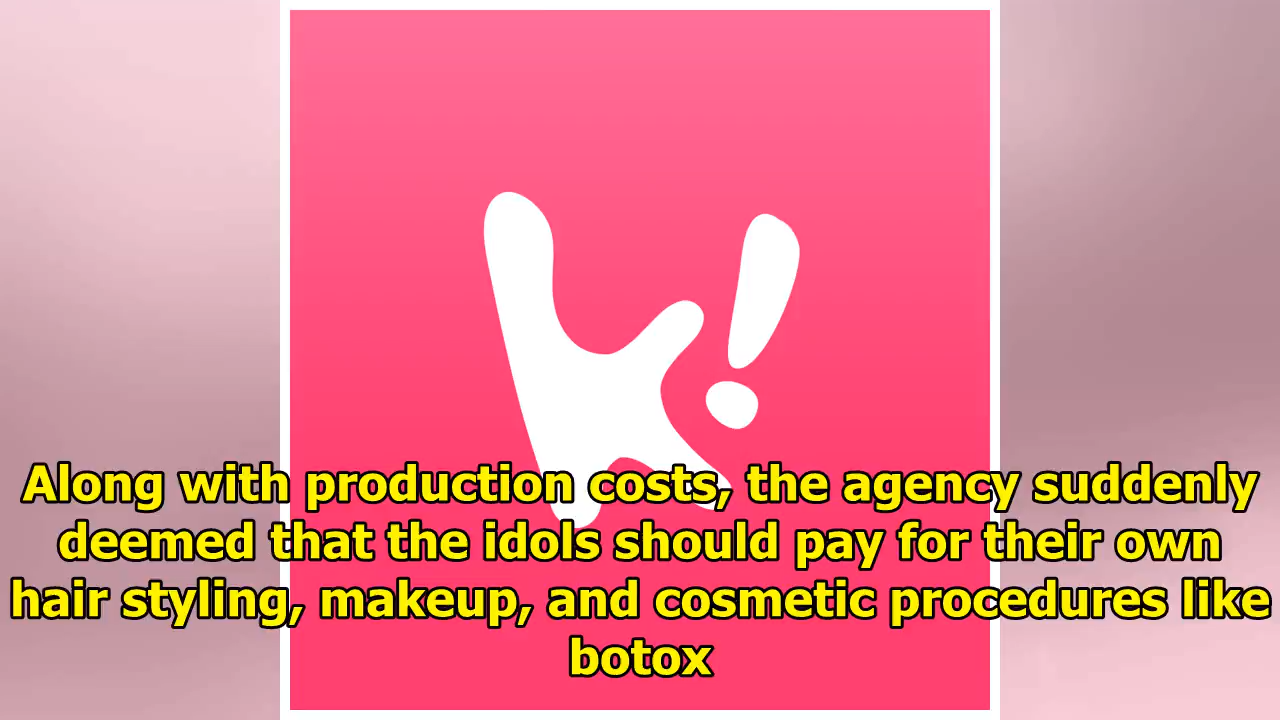 k!
Along with production costs, the agency suddenly
deemed that the idols should pay for their own
hair styling, makeup, and cosmetic procedures like
botox